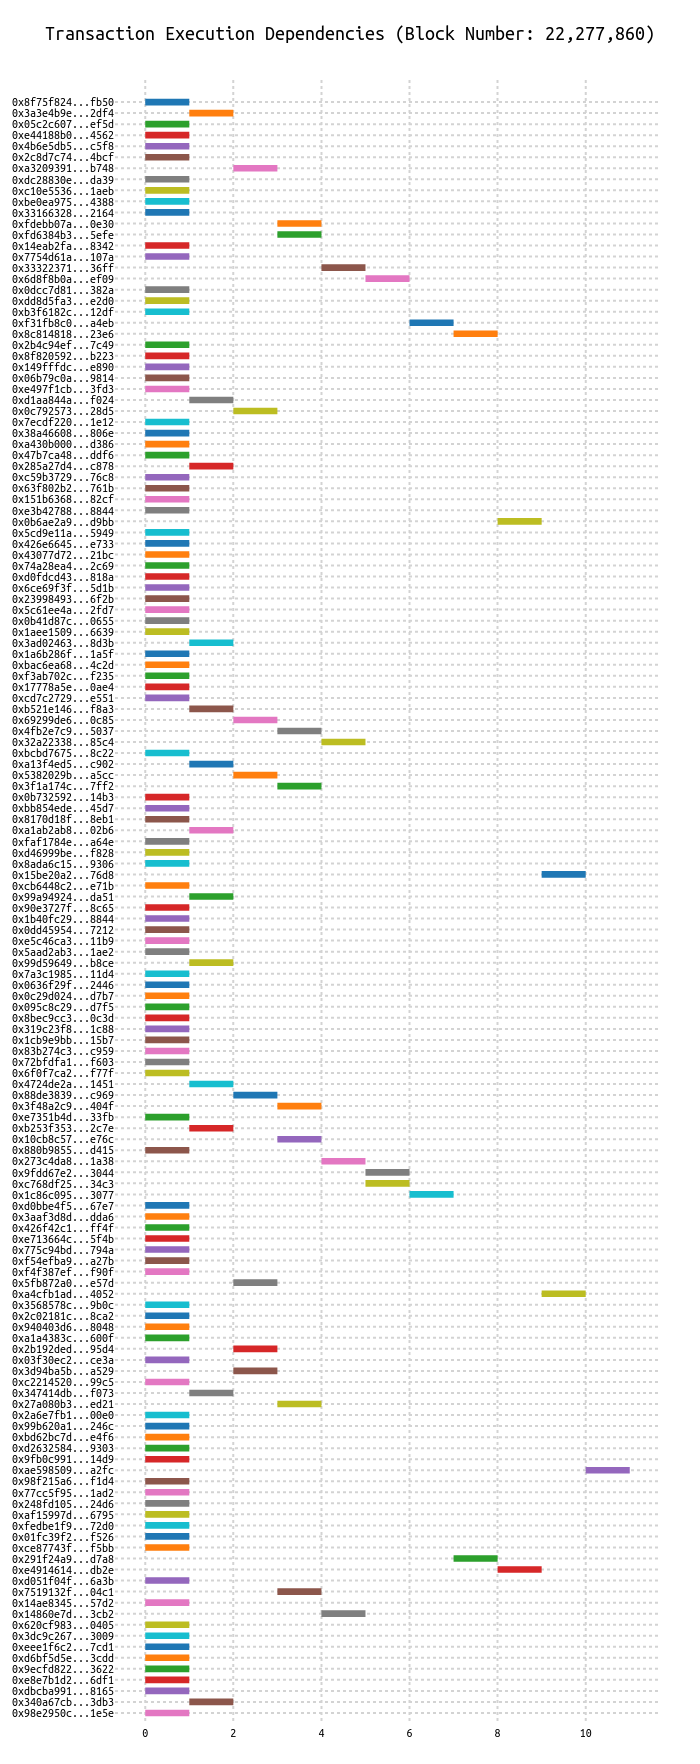 Transaction Execution Dependencies (Block Number: 22,277,860)
0x8f75f824...fb50
0x3a3e4b9e...2df4
0x05c2c607...ef5d
0xe44188b0...4562
0x4b6e5db5...c5f8
0x2c8d7c74...4bcf
0xa3209391...b748
0xdc28830e...da39
0xc10e5536...1aeb
0xbe0ea975...4388
0x33166328...2164
0xfdebb07a...0e30
0xfd6384b3...5efe
0x14eab2fa...8342
0x7754d61a...107a
0x33322371...36ff
0x6d8f8b0a...ef09
0x0dcc7d81...382a
0xdd8d5fa3...e2d0
0xb3f6182c...12df
0xf31fb8c0...a4eb
0x8c814818...23e6
0x2b4c94ef...7c49
0x8f820592...b223
0x149fffdc...e890
0x06b79c0a...9814
0xe497f1cb...3fd3
0xd1aa844a...f024
0x0c792573...28d5
0x7ecdf220...1e12
0x38a46608...806e
0xa430b000...d386
0x47b7ca48...ddf6
0x285a27d4...c878
0xc59b3729...76c8
0x63f802b2...761b
0x151b6368...82cf
0xe3b42788...8844
0x0b6ae2a9...d9bb
0x5cd9e11a...5949
0x426e6645...e733
0x43077d72...21bc
0x74a28ea4...2c69
0xd0fdcd43...818a
0x6ce69f3f...5d1b
0x23998493...6f2b
0x5c61ee4a...2fd7
0x0b41d87c...0655
0x1aee1509...6639
0x3ad02463...8d3b
0x1a6b286f...1a5f
0xbac6ea68...4c2d
0xf3ab702c...f235
0x17778a5e...0ae4
0xcd7c2729...e551
0xb521e146...f8a3
0x69299de6...0c85
0x4fb2e7c9...5037
0x32a22338...85c4
0xbcbd7675...8c22
0xa13f4ed5...c902
0x5382029b...a5cc
0x3f1a174c...7ff2
0x0b732592...14b3
0xbb854ede...45d7
0x8170d18f...8eb1
0xa1ab2ab8...02b6
0xfaf1784e...a64e
0xd46999be...f828
0x8ada6c15...9306
0x15be20a2...76d8
0xcb6448c2...e71b
0x99a94924...da51
0x90e3727f...8c65
0x1b40fc29...8844
0x0dd45954...7212
0xe5c46ca3...11b9
0x5aad2ab3...1ae2
0x99d59649...b8ce
0x7a3c1985...11d4
0x0636f29f...2446
0x0c29d024...d7b7
0x095c8c29...d7f5
0x8bec9cc3...0c3d
0x319c23f8...1c88
0x1cb9e9bb...15b7
0x83b274c3...c959
0x72bfdfa1...f603
0x6f0f7ca2...f77f
0x4724de2a...1451
0x88de3839...c969
0x3f48a2c9...404f
0xe7351b4d...33fb
0xb253f353...2c7e
0x10cb8c57...e76c
0x880b9855...d415
0x273c4da8...1a38
0x9fdd67e2...3044
0xc768df25...34c3
0x1c86c095...3077
0xd0bbe4f5...67e7
0x3aaf3d8d...dda6
0x426f42c1...ff4f
0xe713664c...5f4b
0x775c94bd...794a
0xf54efba9...a27b
0xf4f387ef...f90f
0x5fb872a0...e57d
0xa4cfb1ad...4052
0x3568578c...9b0c
0x2c02181c...8ca2
0x940403d6...8048
0xa1a4383c...600f
0x2b192ded...95d4
0x03f30ec2...ce3a
0x3d94ba5b...a529
0xc2214520...99c5
0x347414db...f073
0x27a080b3...ed21
0x2a6e7fb1...00e0
0x99b620a1...246c
0xbd62bc7d...e4f6
0xd2632584...9303
0x9fb0c991...14d9
0xae598509...a2fc
0x98f215a6...f1d4
0x77cc5f95...1ad2
0x248fd105...24d6
0xaf15997d...6795
0xfedbe1f9...72d0
0x01fc39f2...f526
0xce87743f...f5bb
0x291f24a9...d7a8
0xe4914614...db2e
0xd051f04f...6a3b
0x7519132f...04c1
0x14ae8345...57d2
0x14860e7d...3cb2
0x620cf983...0405
0x3dc9c267...3009
0xeee1f6c2...7cd1
0xd6bf5d5e...3cdd
0x9ecfd822...3622
0xe8e7b1d2...6df1
0xdbcba991...8165
0x340a67cb...3db3
0x98e2950c...1e5e
0 2 4 6 8 10